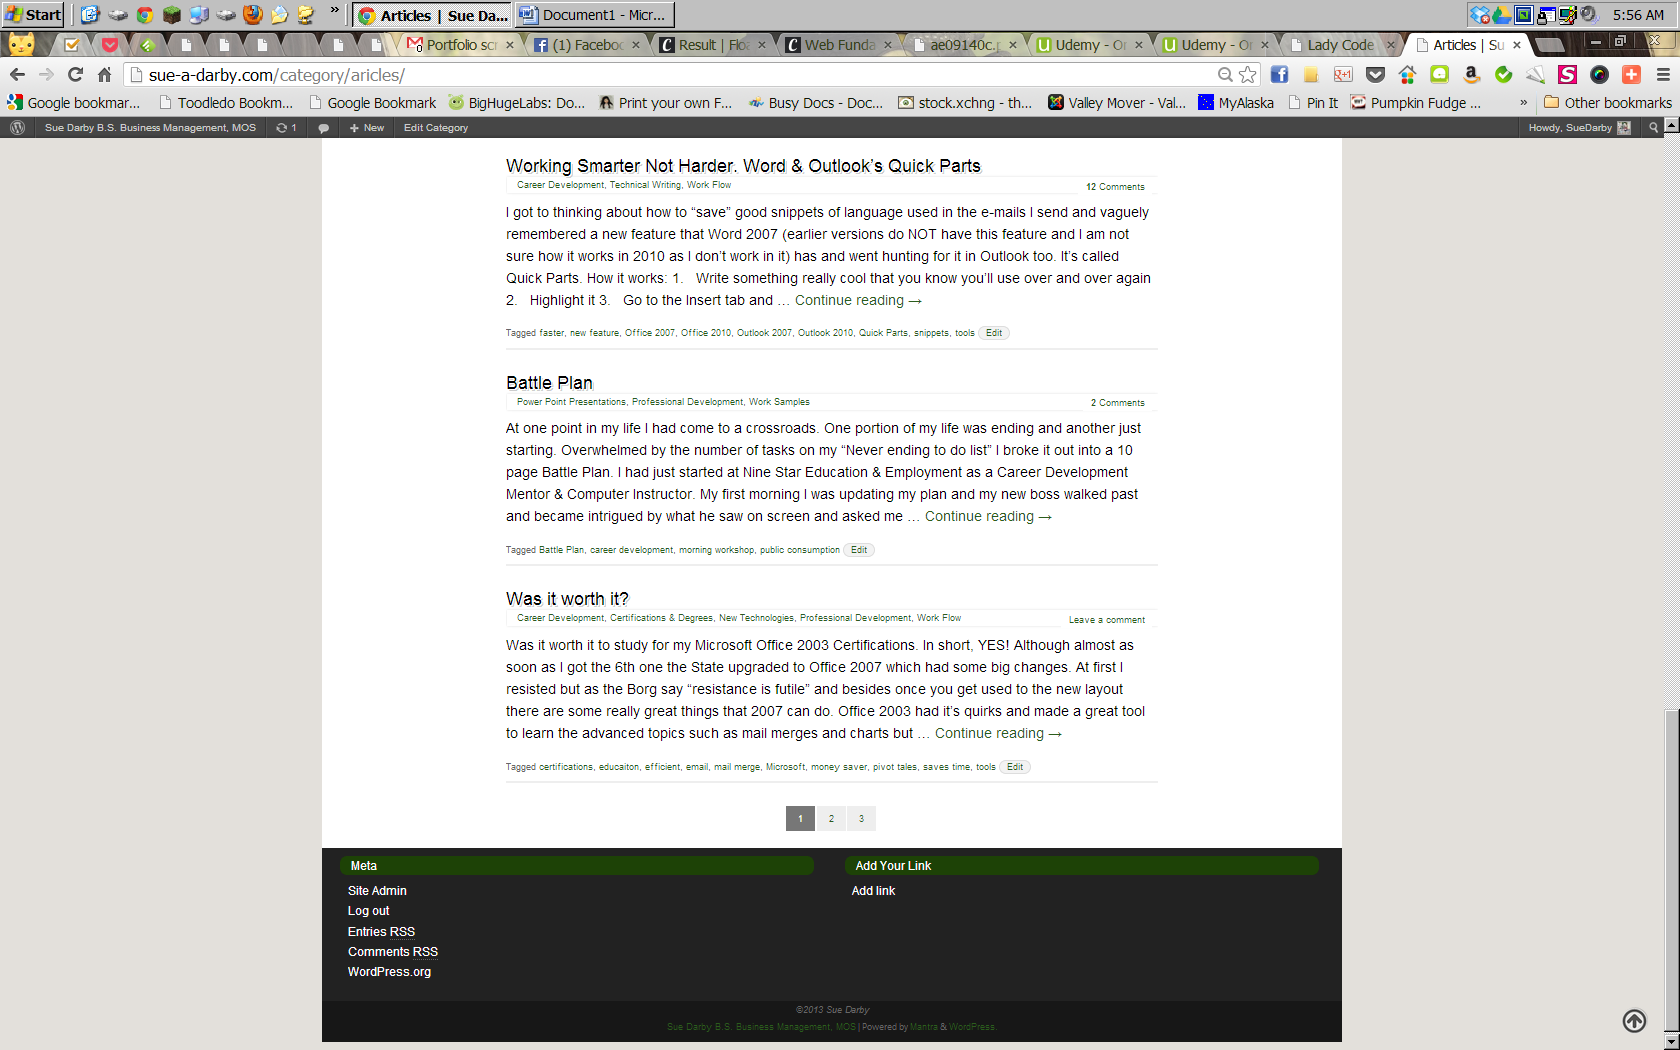 Start
»
Articles | Sue Da...
Document1 - Micr...
5:56 AM
Portfolio scr
(1) Faceboo
Result | Floa
Web Funda
ae09140c.p
Udemy - Or
Udemy - Or
Lady Code
Articles | Su
sue-a-darby.com/category/aricles/
Google bookmar...
Toodledo Bookm...
Google Bookmark
BigHugeLabs: Do...
Print your own F...
Busy Docs - Doc...
stock.xchng - th...
Valley Mover - Val...
MyAlaska
Pin It
Pumpkin Fudge ...
»
Other bookmarks
Sue Darby B.S. Business Management, MOS
1
+ New
Edit Category
Howdy, SueDarby
Working Smarter Not Harder. Word & Outlook’s Quick Parts
Career Development, Technical Writing, Work Flow
12 Comments
I got to thinking about how to “save” good snippets of language used in the e-mails I send and vaguely
remembered a new feature that Word 2007 (earlier versions do NOT have this feature and I am not
sure how it works in 2010 as I don’t work in it) has and went hunting for it in Outlook too. It’s called
Quick Parts. How it works: 1. Write something really cool that you know you’ll use over and over again
2. Highlight it 3. Go to the Insert tab and … Continue reading →
Tagged faster, new feature, Office 2007, Office 2010, Outlook 2007, Outlook 2010, Quick Parts, snippets, tools Edit
Battle Plan
Power Point Presentations, Professional Development, Work Samples
2 Comments
At one point in my life I had come to a crossroads. One portion of my life was ending and another just
starting. Overwhelmed by the number of tasks on my “Never ending to do list” I broke it out into a 10
page Battle Plan. I had just started at Nine Star Education & Employment as a Career Development
Mentor & Computer Instructor. My first morning I was updating my plan and my new boss walked past
and became intrigued by what he saw on screen and asked me … Continue reading →
Tagged Battle Plan, career development, morning workshop, public consumption Edit
Was it worth it?
Career Development, Certifications & Degrees, New Technologies, Professional Development, Work Flow
Leave a comment
Was it worth it to study for my Microsoft Office 2003 Certifications. In short, YES! Although almost as
soon as I got the 6th one the State upgraded to Office 2007 which had some big changes. At first I
resisted but as the Borg say “resistance is futile” and besides once you get used to the new layout
there are some really great things that 2007 can do. Office 2003 had it’s quirks and made a great tool
to learn the advanced topics such as mail merges and charts but … Continue reading →
Tagged certifications, educaiton, efficient, email, mail merge, Microsoft, money saver, pivot tales, saves time, tools Edit
1 2 3
Meta
Site Admin
Log out
Entries RSS
Comments RSS
WordPress.org
Add Your Link
Add link
©2013 Sue Darby
Sue Darby B.S. Business Management, MOS | Powered by Mantra & WordPress.